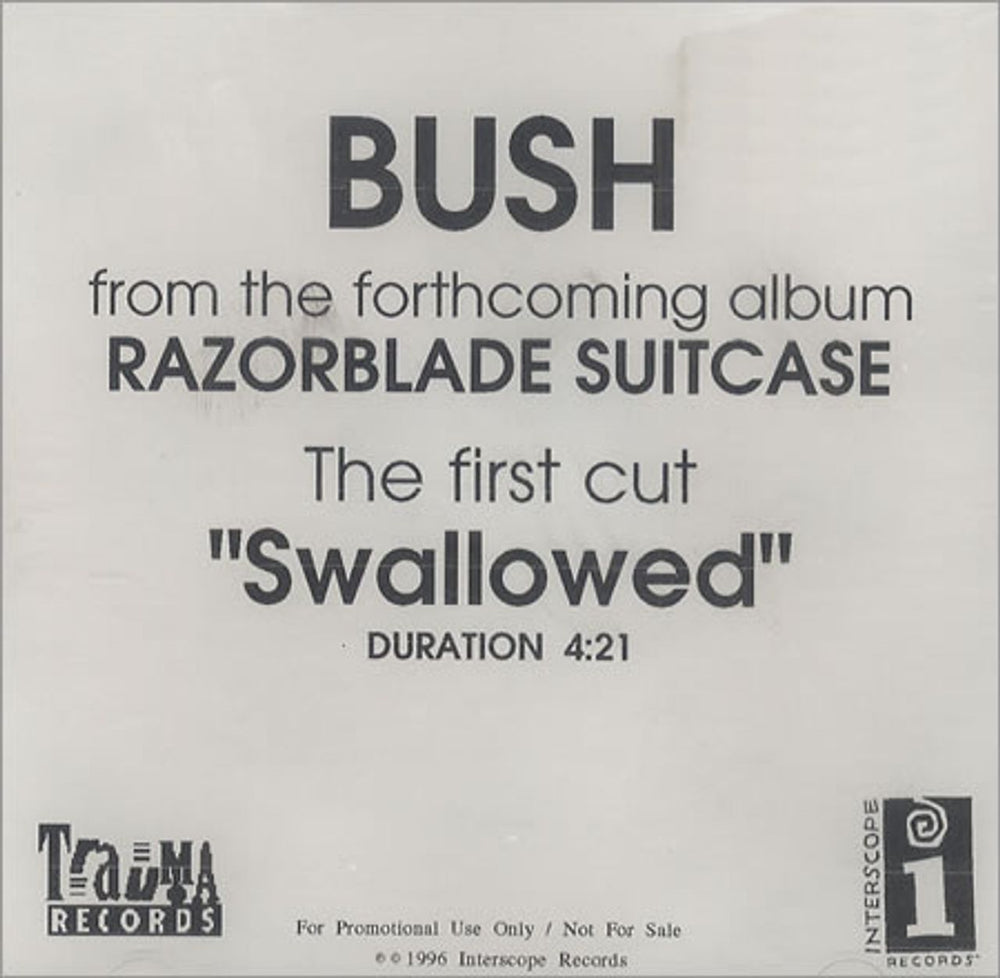 BUSH
from the forthcoming album
RAZORBLADE SUITCASE
The first cut
"Swallowed"
DURATION 4:21
TrauMA
RECORDS
INTERSCOPE
i
RECORDS
For Promotional Use Only / Not For Sale
℗ © 1996 Interscope Records